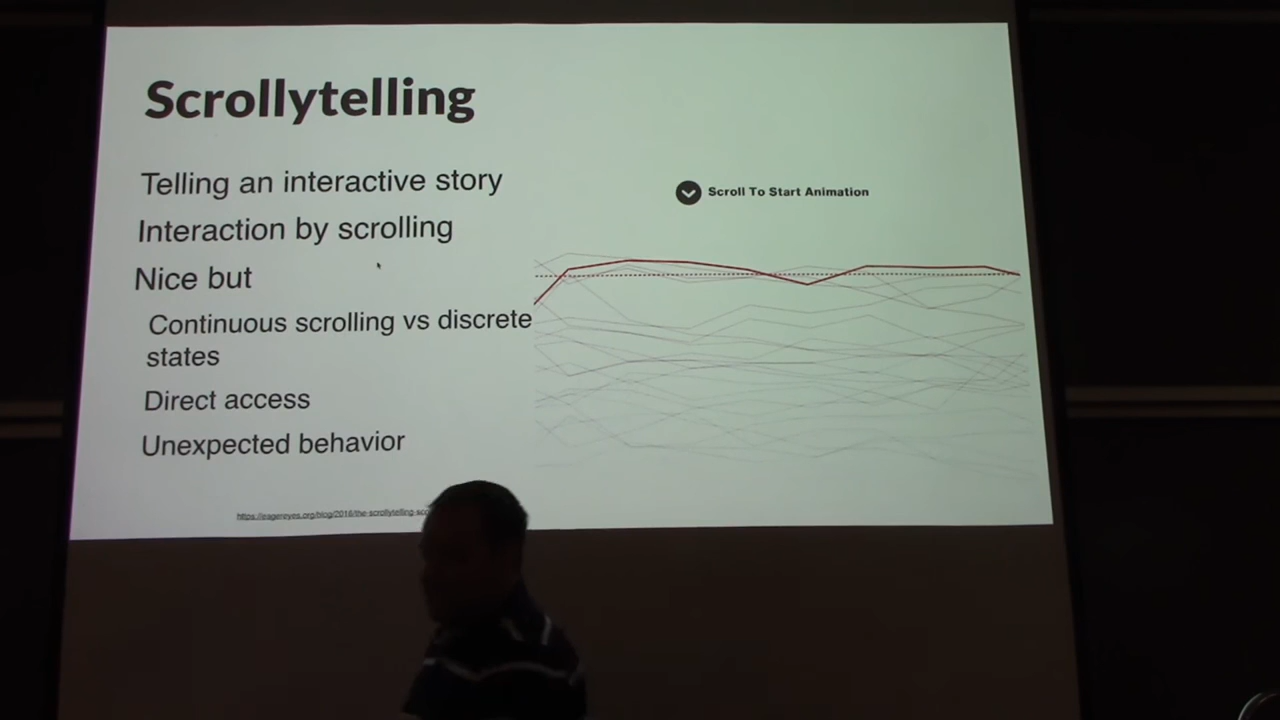 Scrollytelling
Telling an interactive story
Interaction by scrolling
Nice but
Continuous scrolling vs discrete
states
Direct access
Unexpected behavior
Scroll To Start Animation